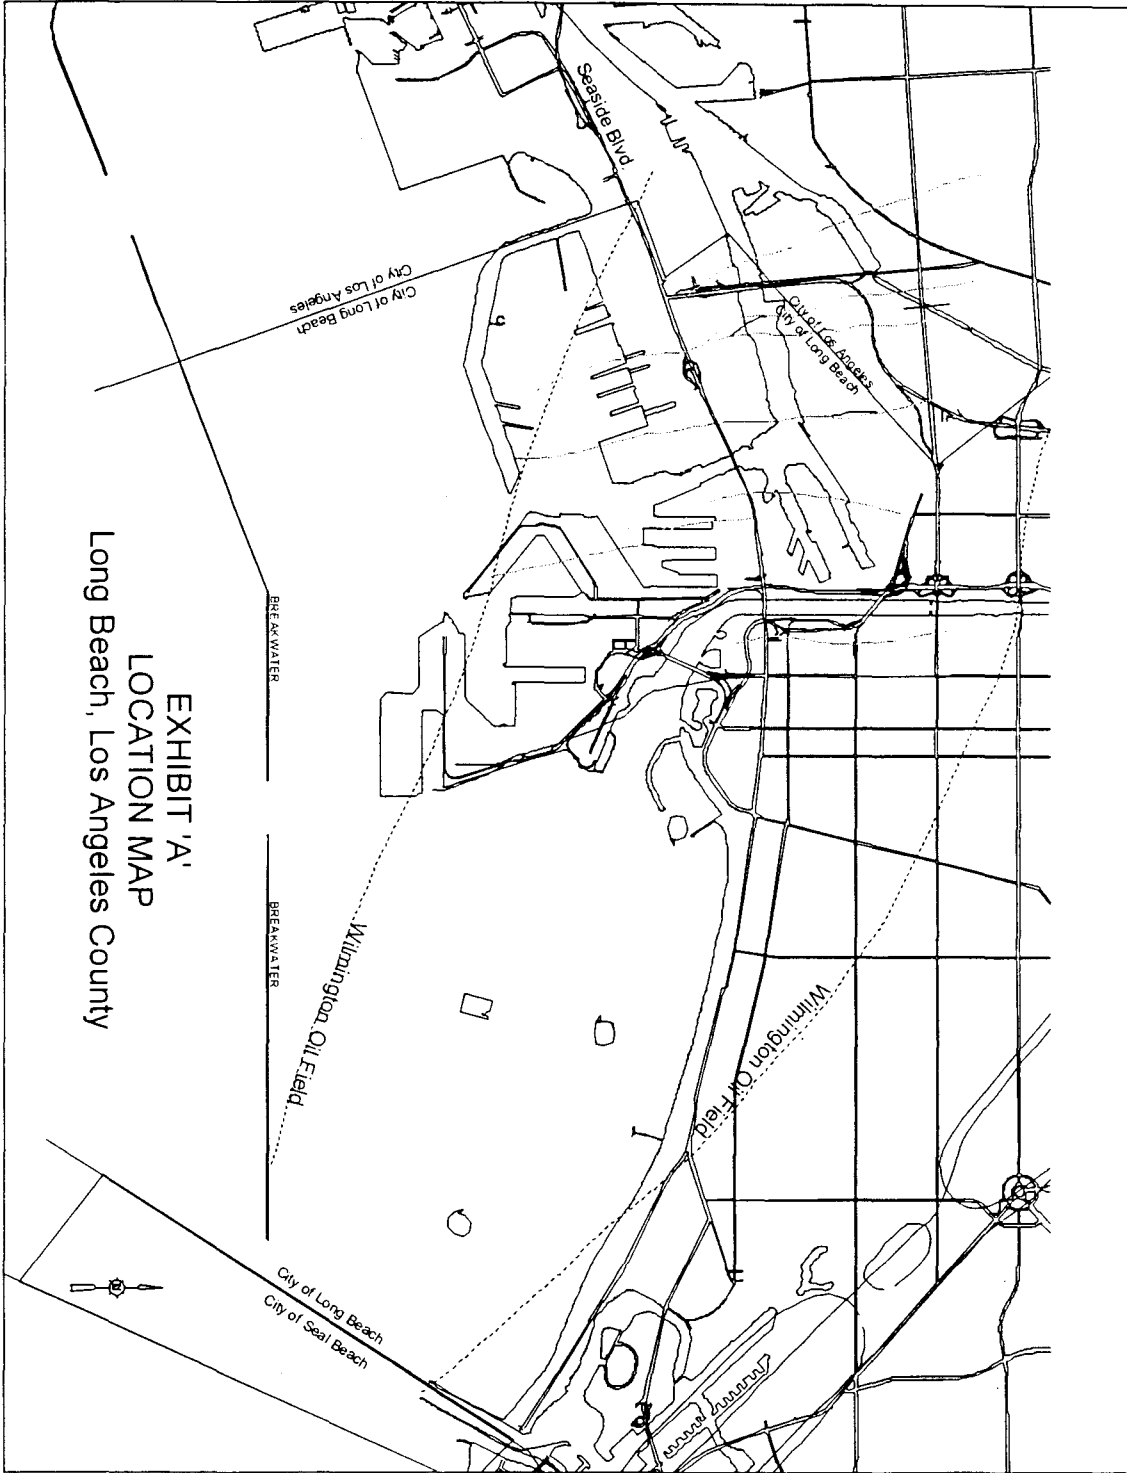 Seaside Blvd.
City of Los Angeles
City of Long Beach
City of Los Angeles
City of Long Beach
Wilmington Oil Field
Wilmington Oil Field
BREAKWATER
BREAKWATER
City of Long Beach
City of Seal Beach
EXHIBIT 'A'
LOCATION MAP
Long Beach, Los Angeles County